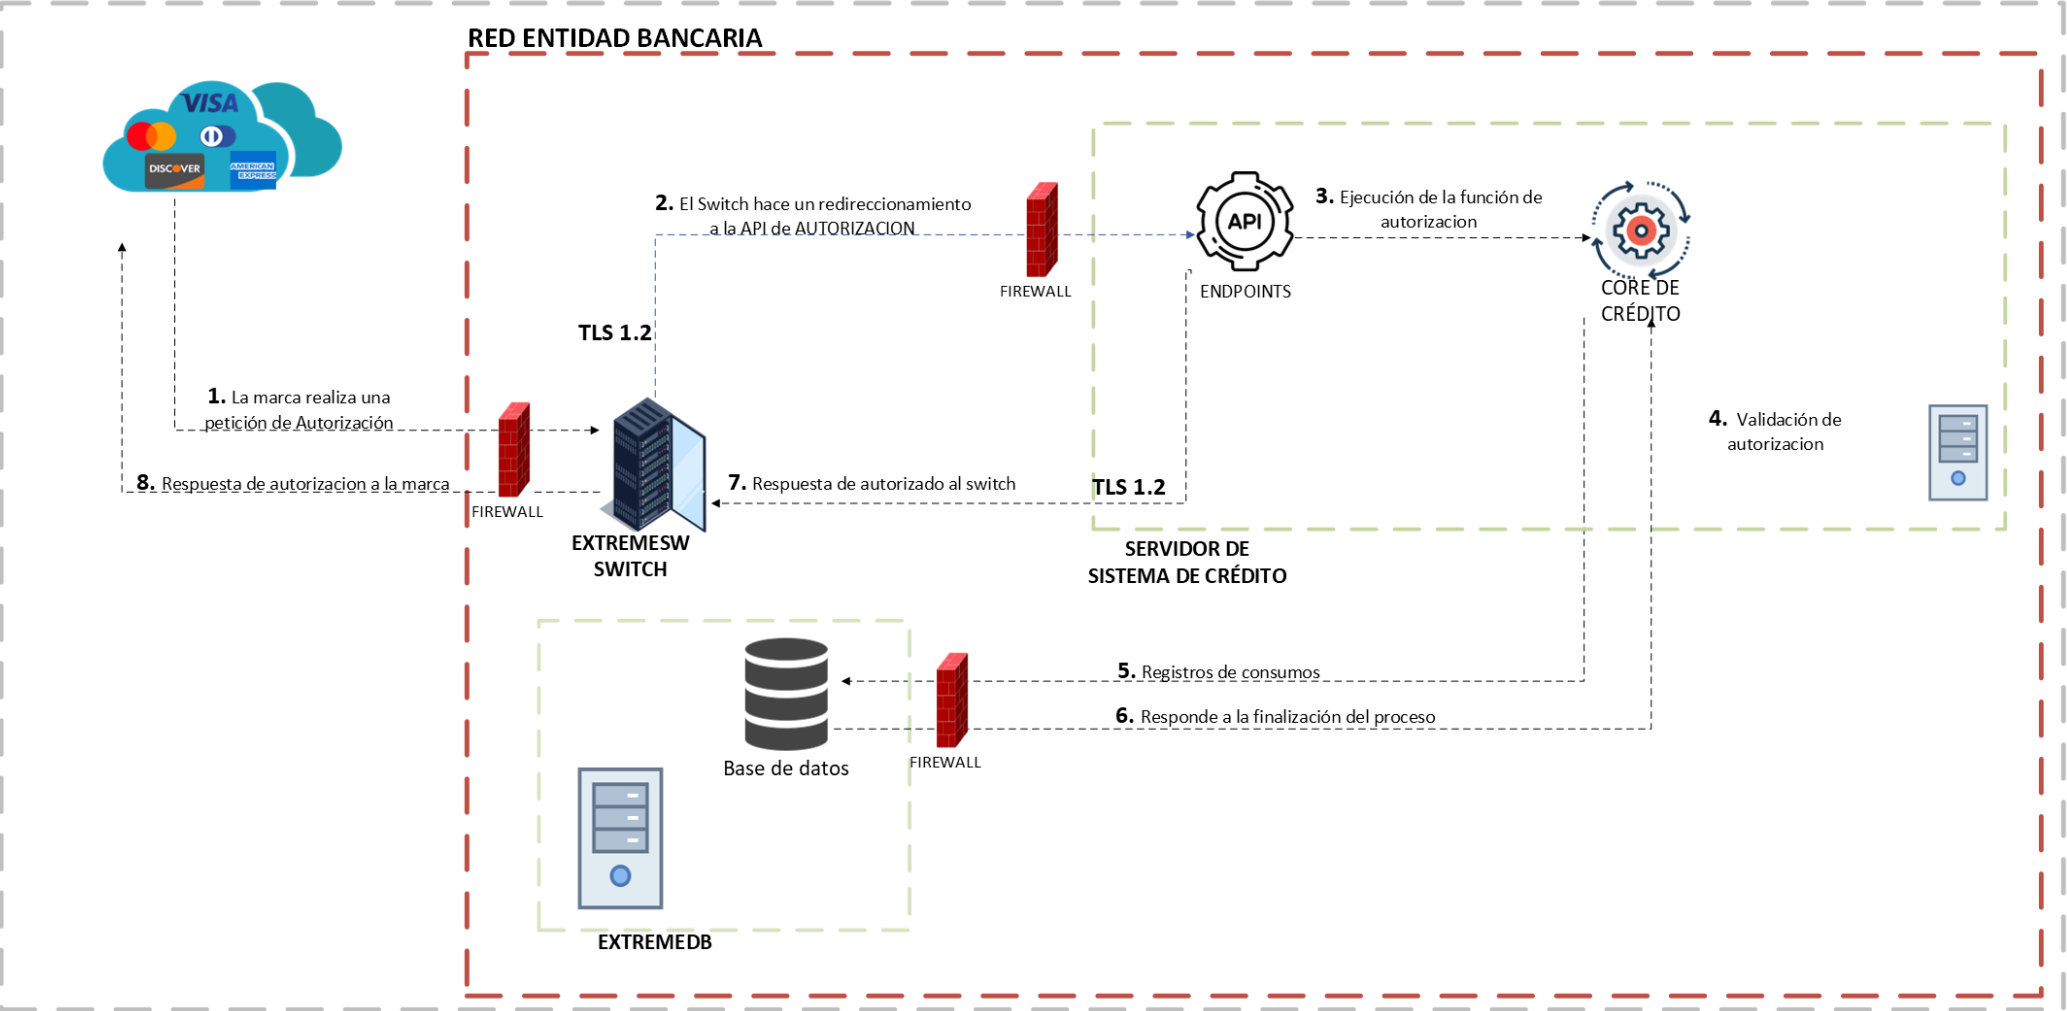 RED ENTIDAD BANCARIA
VISA
DISCOVER
AMERICAN
EXPRESS
2. El Switch hace un redireccionamiento
a la API de AUTORIZACION
FIREWALL
API
ENDPOINTS
3. Ejecución de la función de
autorizacion
CORE DE
CRÉDITO
TLS 1.2
1. La marca realiza una
petición de Autorización
4. Validación de
autorizacion
8. Respuesta de autorizacion a la marca
FIREWALL
7. Respuesta de autorizado al switch
TLS 1.2
EXTREMESW
SWITCH
SERVIDOR DE
SISTEMA DE CRÉDITO
5. Registros de consumos
6. Responde a la finalización del proceso
Base de datos
FIREWALL
EXTREMEDB